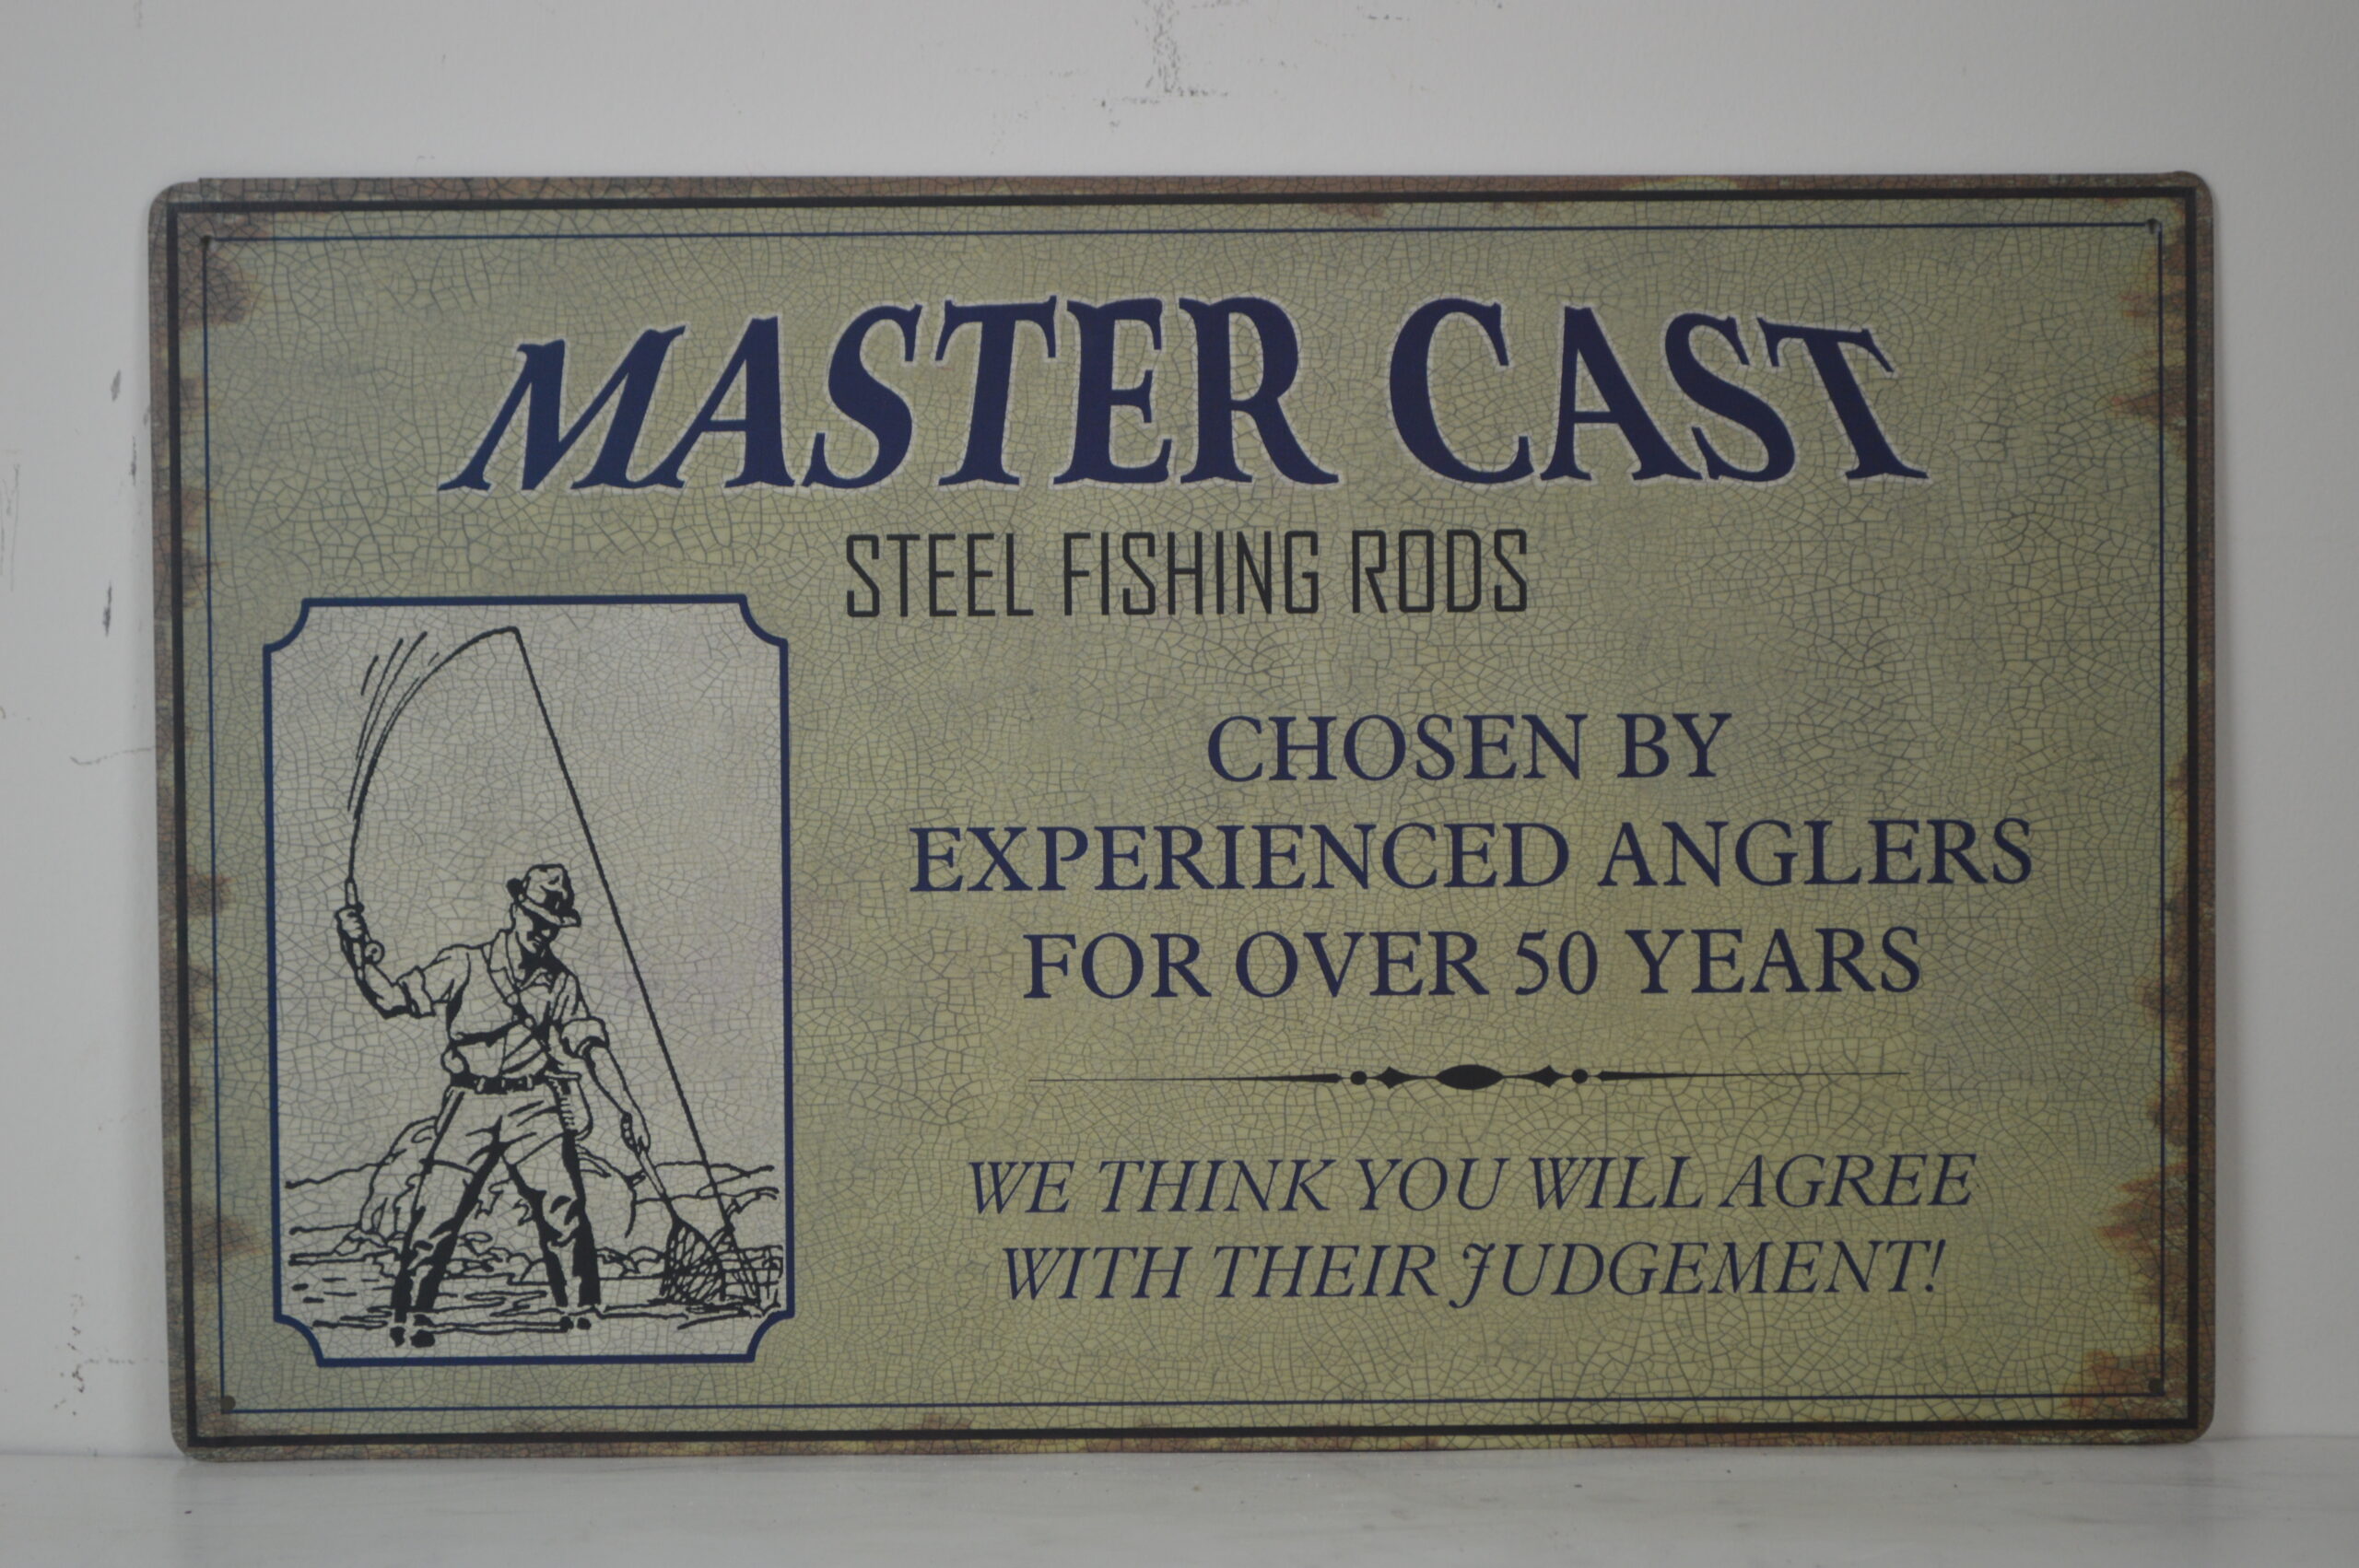 MASTER CAST
STEEL FISHING RODS
CHOSEN BY
EXPERIENCED ANGLERS
FOR OVER 50 YEARS
WE THINK YOU WILL AGREE
WITH THEIR JUDGEMENT!